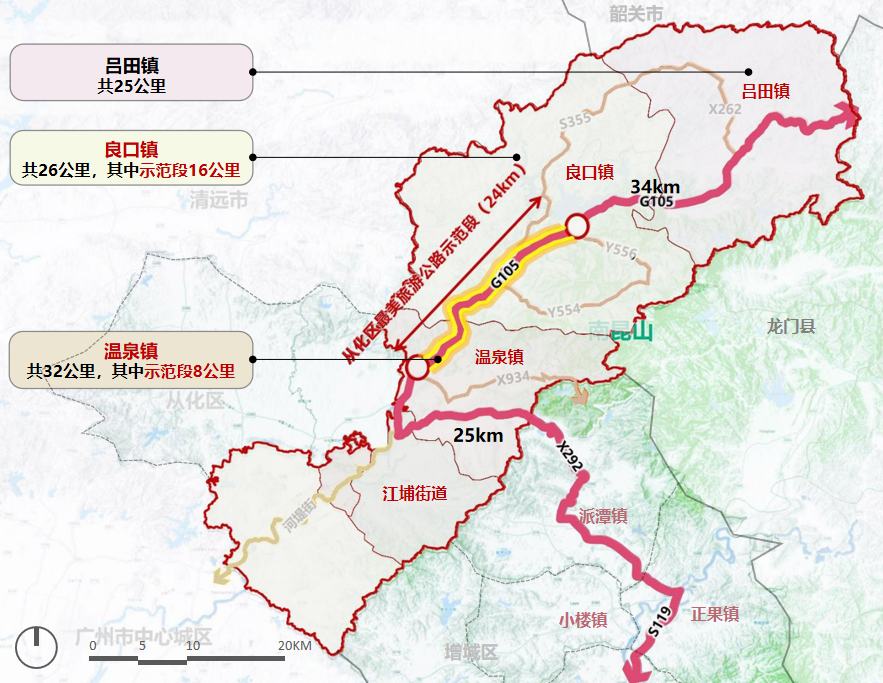 韶关市
吕田镇
共25公里
吕田镇
X262
S355
良口镇
共26公里，其中示范段16公里
良口镇
34km
G105
清远市
从化区最美旅游公路示范段（24km）
Y556
G105
Y554
昆山
龙门县
温泉镇
共32公里，其中示范段8公里
温泉镇
X934
从化区
25km
X292
江埔街道
河堤街
派潭镇
小楼镇
正果镇
S119
广州市中心城区
增城区
0 5 10 20KM